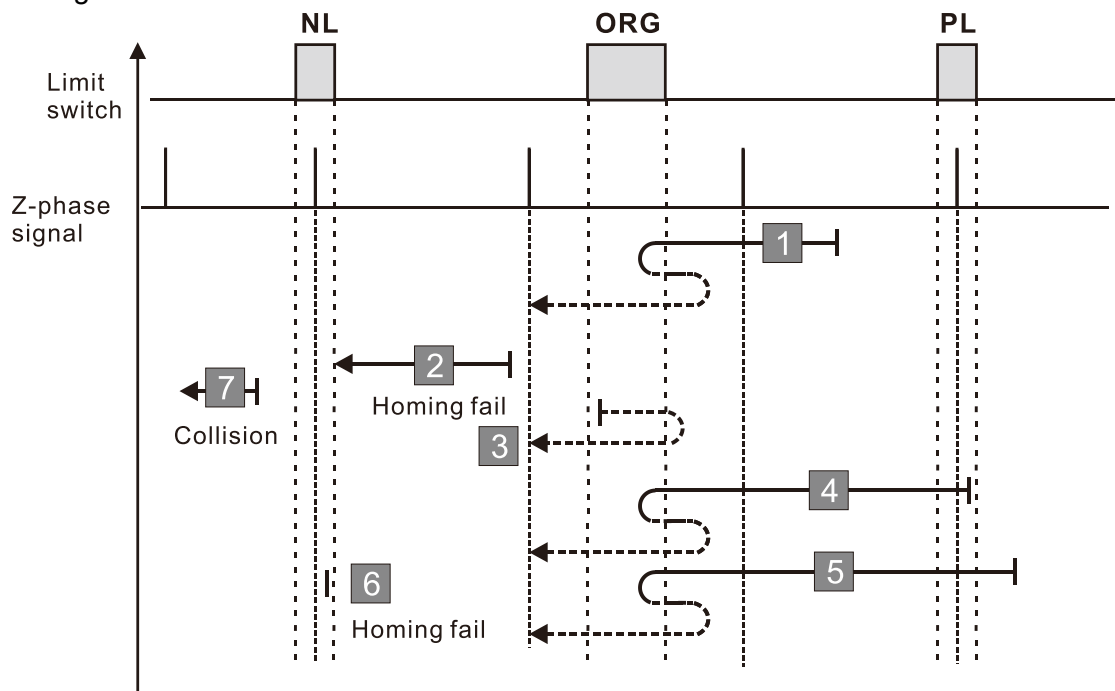 NL
ORG
PL
Limit
switch
Z-phase
signal
1
2
7
Homing fail
Collision
3
4
5
6
Homing fail